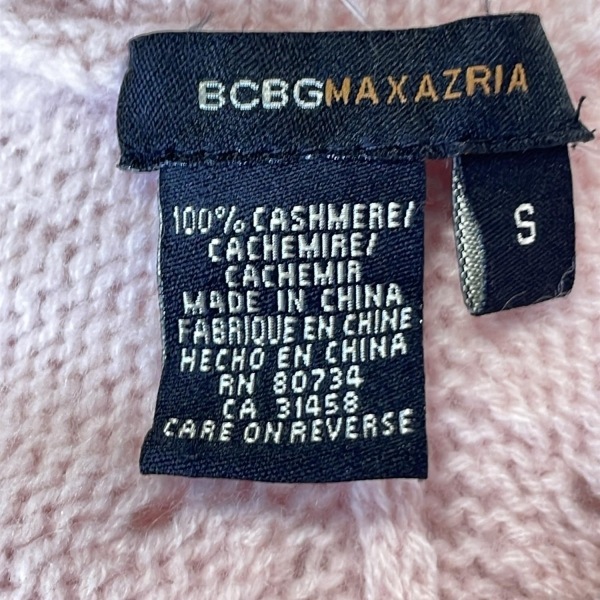 BCBGMAXAZRIA
S
100% CASHMERE/
CACHEMIRE/
CACHEMIR
MADE IN CHINA
FABRIQUE EN CHINE
HECHO EN CHINA
RN 80734
CA 31458
CARE ON REVERSE